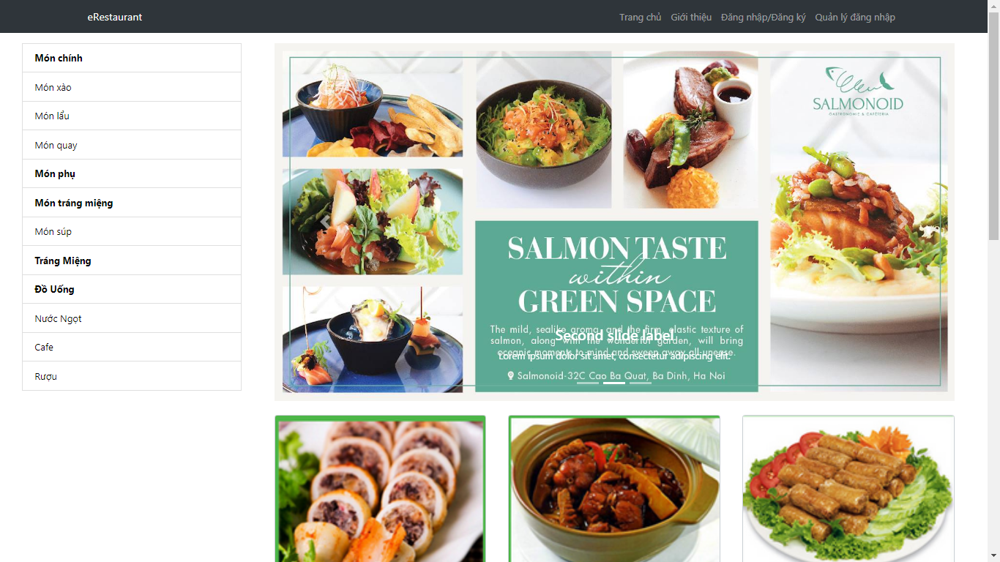 eRestaurant
Trang chủ Giới thiệu Đăng nhập/Đăng ký Quản lý đăng nhập
Món chính
Món xào
Món lẩu
Món quay
Món phụ
Món tráng miệng
Món súp
Tráng Miệng
Đồ Uống
Nước Ngọt
Cafe
Rượu
SALMONOID
GASTRONOMIE & CAFÉTERIA
SALMON TASTE
within
GREEN SPACE
The mild, sealike aroma, and the firm, elastic texture of
salmon, along with the wonderful garden, will bring
oceanic moments to mind and sweep away all unease.
Second slide label
Lorem ipsum dolor sit amet, consectetur adipiscing elit.
Salmonoid-32C Cao Ba Quat, Ba Dinh, Ha Noi